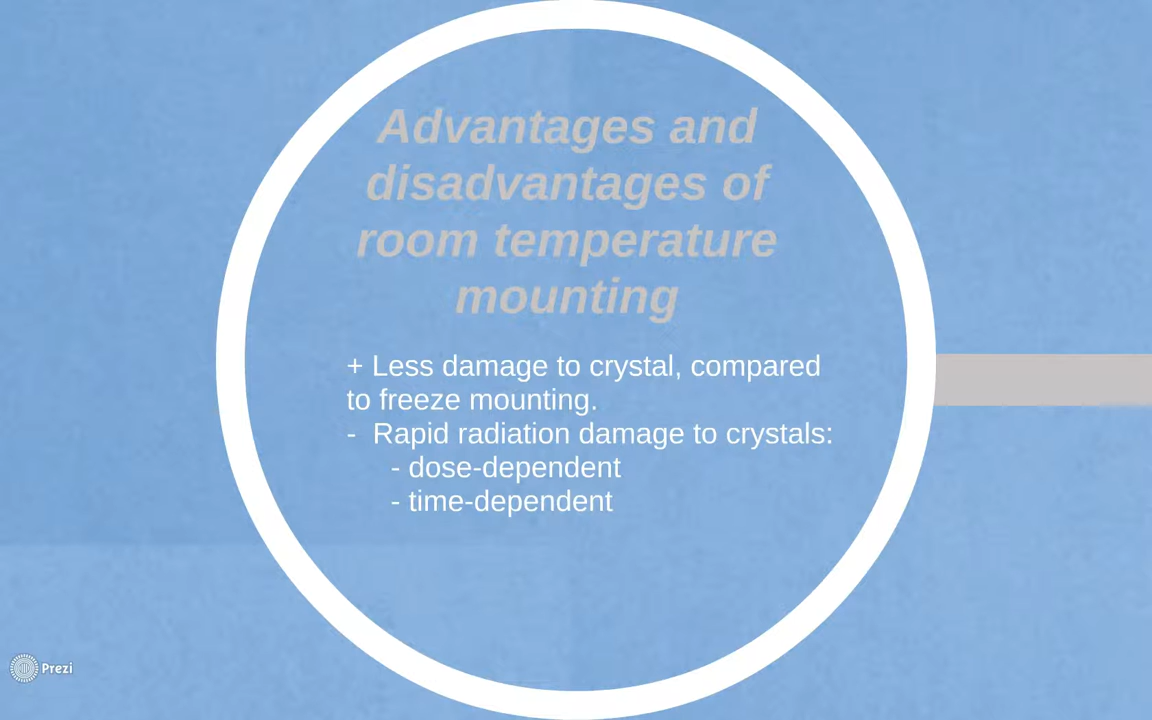 Advantages and
disadvantages of
room temperature
mounting
+ Less damage to crystal, compared
to freeze mounting.
-  Rapid radiation damage to crystals:
- dose-dependent
- time-dependent
Prezi